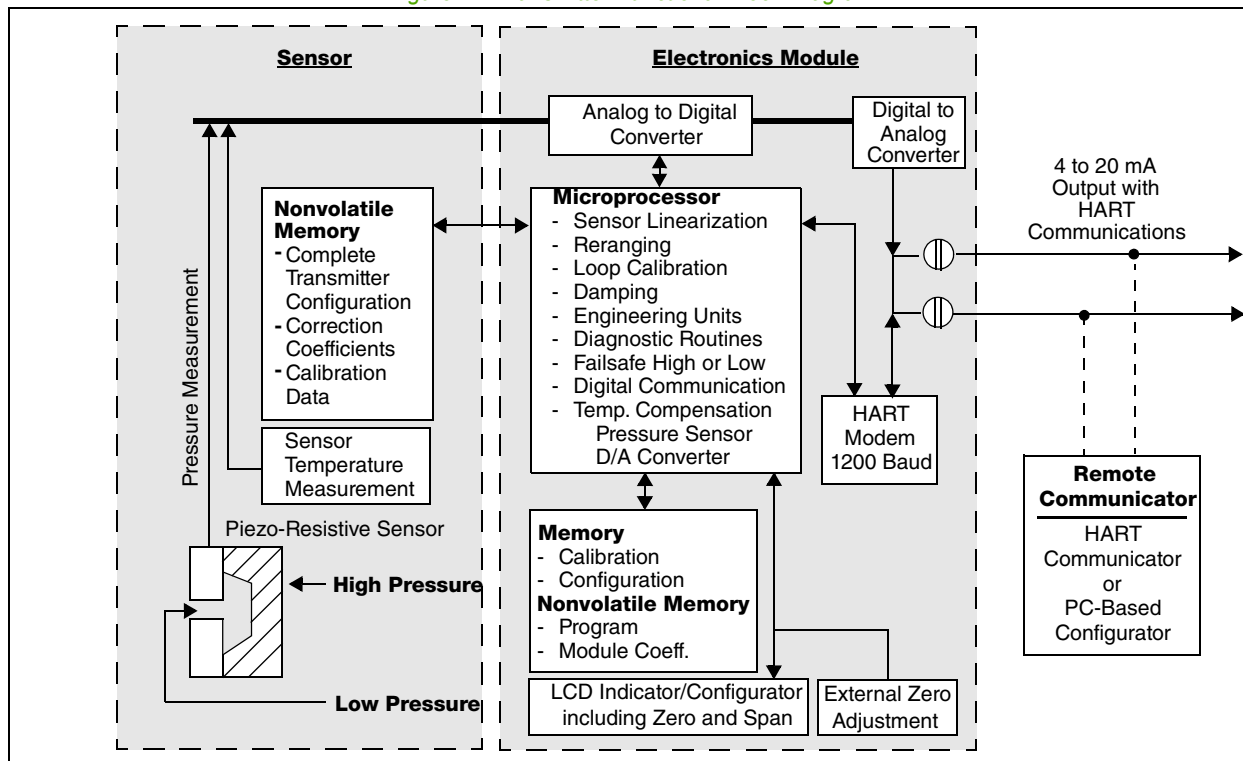 Sensor
Electronics Module
Analog to Digital
Converter
Digital to
Analog
Converter
4 to 20 mA
Output with
HART
Communications
Pressure Measurement
Nonvolatile
Memory
- Complete
Transmitter
Configuration
- Correction
Coefficients
- Calibration
Data
Sensor
Temperature
Measurement
Microprocessor
- Sensor Linearization
- Reranging
- Loop Calibration
- Damping
- Engineering Units
- Diagnostic Routines
- Failsafe High or Low
- Digital Communication
- Temp. Compensation
Pressure Sensor
D/A Converter
HART
Modem
1200 Baud
Remote
Communicator
HART
Communicator
or
PC-Based
Configurator
Piezo-Resistive Sensor
High Pressure
Low Pressure
Memory
- Calibration
- Configuration
Nonvolatile Memory
- Program
- Module Coeff.
LCD Indicator/Configurator
including Zero and Span
External Zero
Adjustment